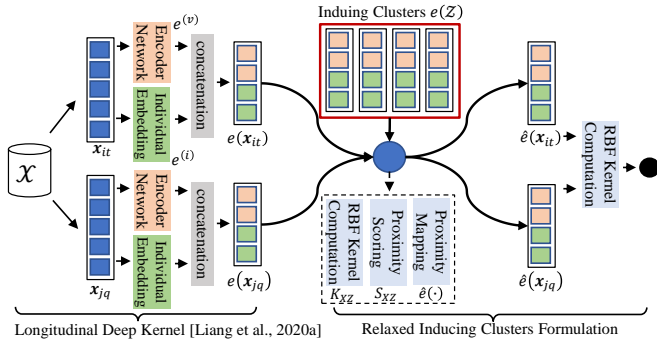 Induing Clusters e(Z)
e^(v)
Encoder
Network
Individual
Embedding
concatenation
x_it
e(x_it)
e^(i)
X
Encoder
Network
Individual
Embedding
concatenation
x_jq
e(x_jq)
RBF Kernel
Computation
K_XZ
Proximity
Scoring
S_XZ
Proximity
Mapping
ê(·)
ê(x_it)
ê(x_jq)
RBF Kernel
Computation
Longitudinal Deep Kernel [Liang et al., 2020a]
Relaxed Inducing Clusters Formulation